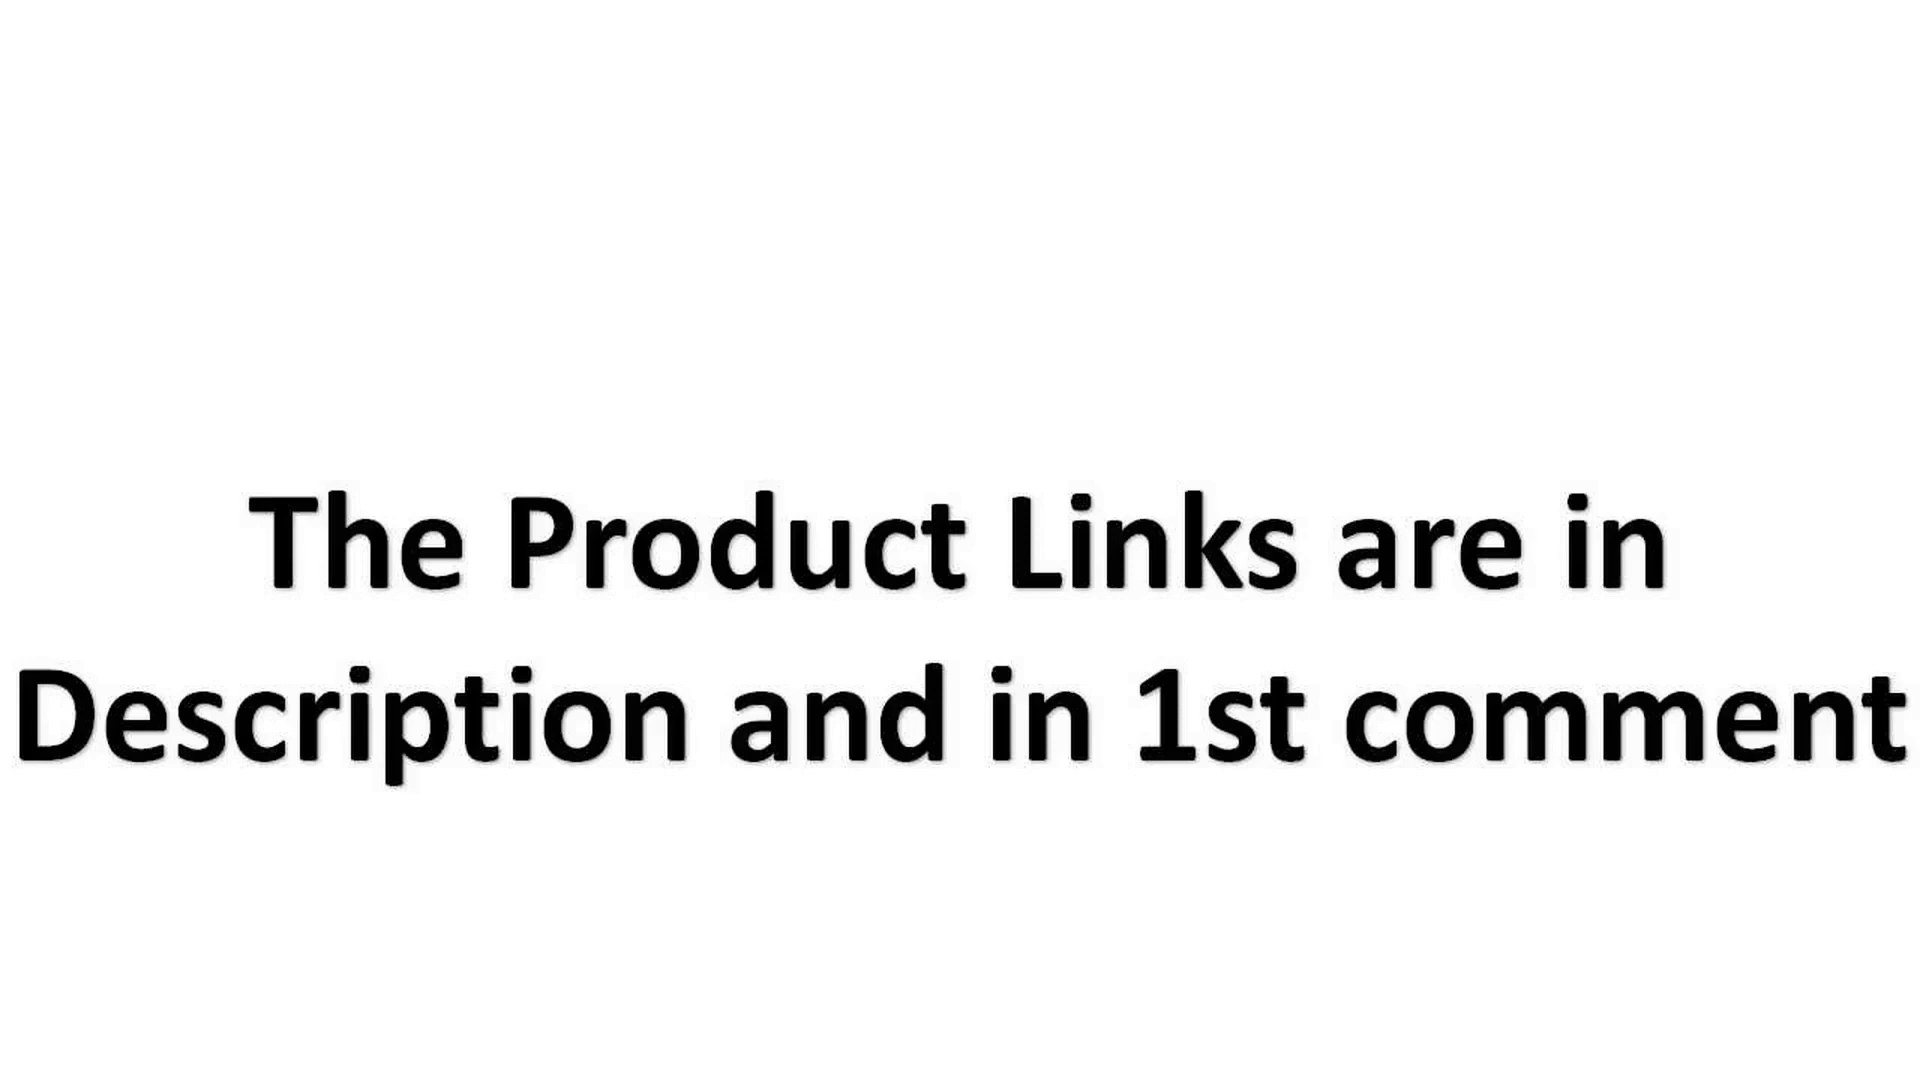 The Product Links are in
Description and in 1st comment